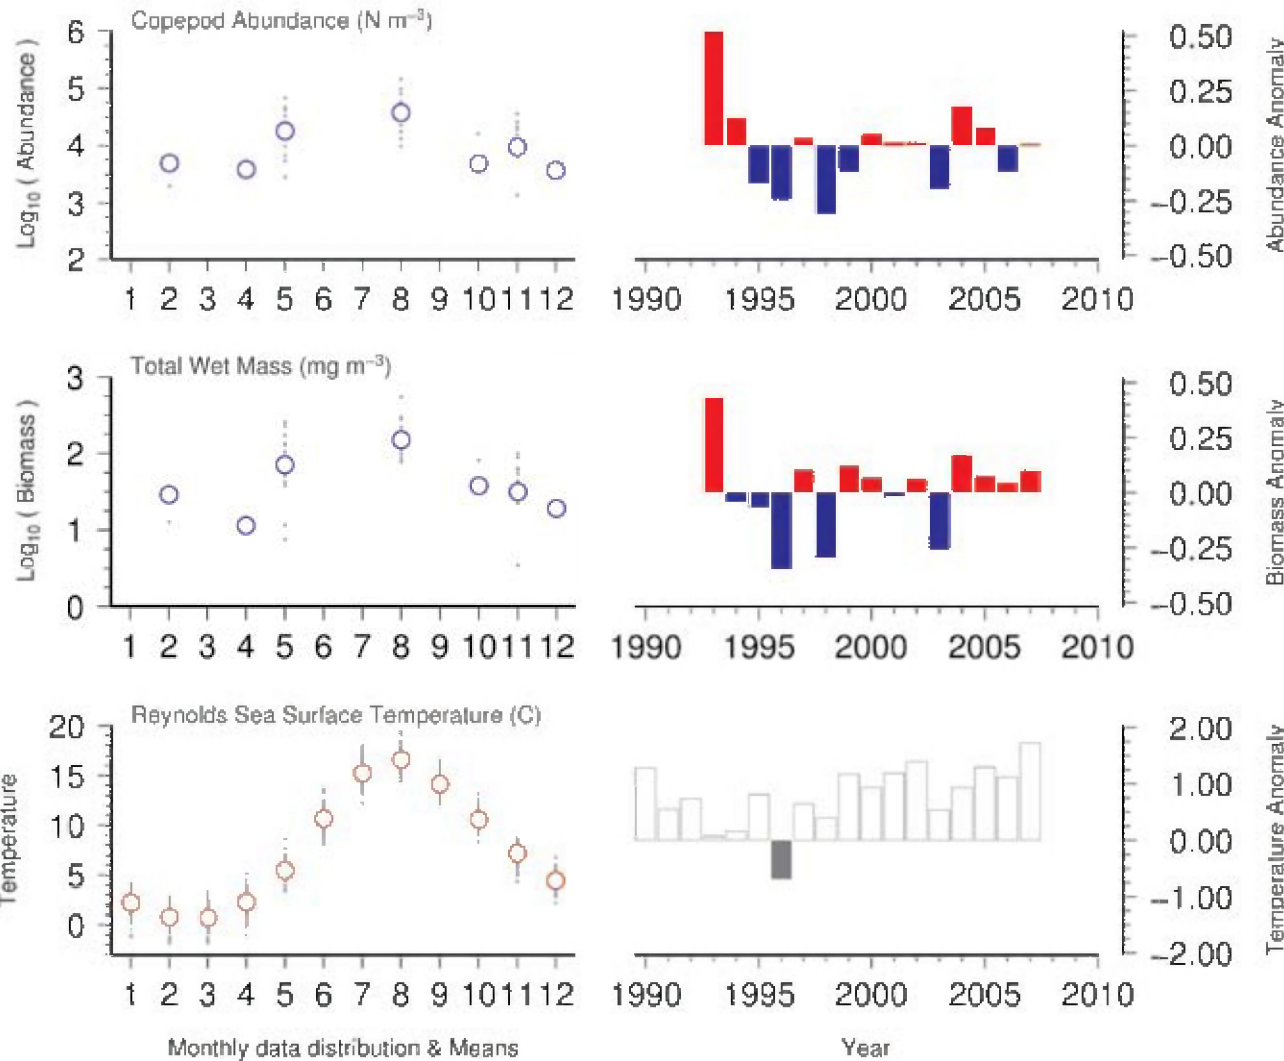 Copepod Abundance (N m⁻³)
Log₁₀ ( Abundance )
6
5
4
3
2
1 2 3 4 5 6 7 8 9 10 11 12
1990 1995 2000 2005 2010
0.50
0.25
0.00
−0.25
−0.50
Abundance Anomaly
Total Wet Mass (mg m⁻³)
Log₁₀ ( Biomass )
3
2
1
0
1 2 3 4 5 6 7 8 9 10 11 12
1990 1995 2000 2005 2010
0.50
0.25
0.00
−0.25
−0.50
Biomass Anomaly
Reynolds Sea Surface Temperature (C)
Temperature
20
15
10
5
0
1 2 3 4 5 6 7 8 9 10 11 12
1990 1995 2000 2005 2010
2.00
1.00
0.00
−1.00
−2.00
Temperature Anomaly
Monthly data distribution & Means
Year